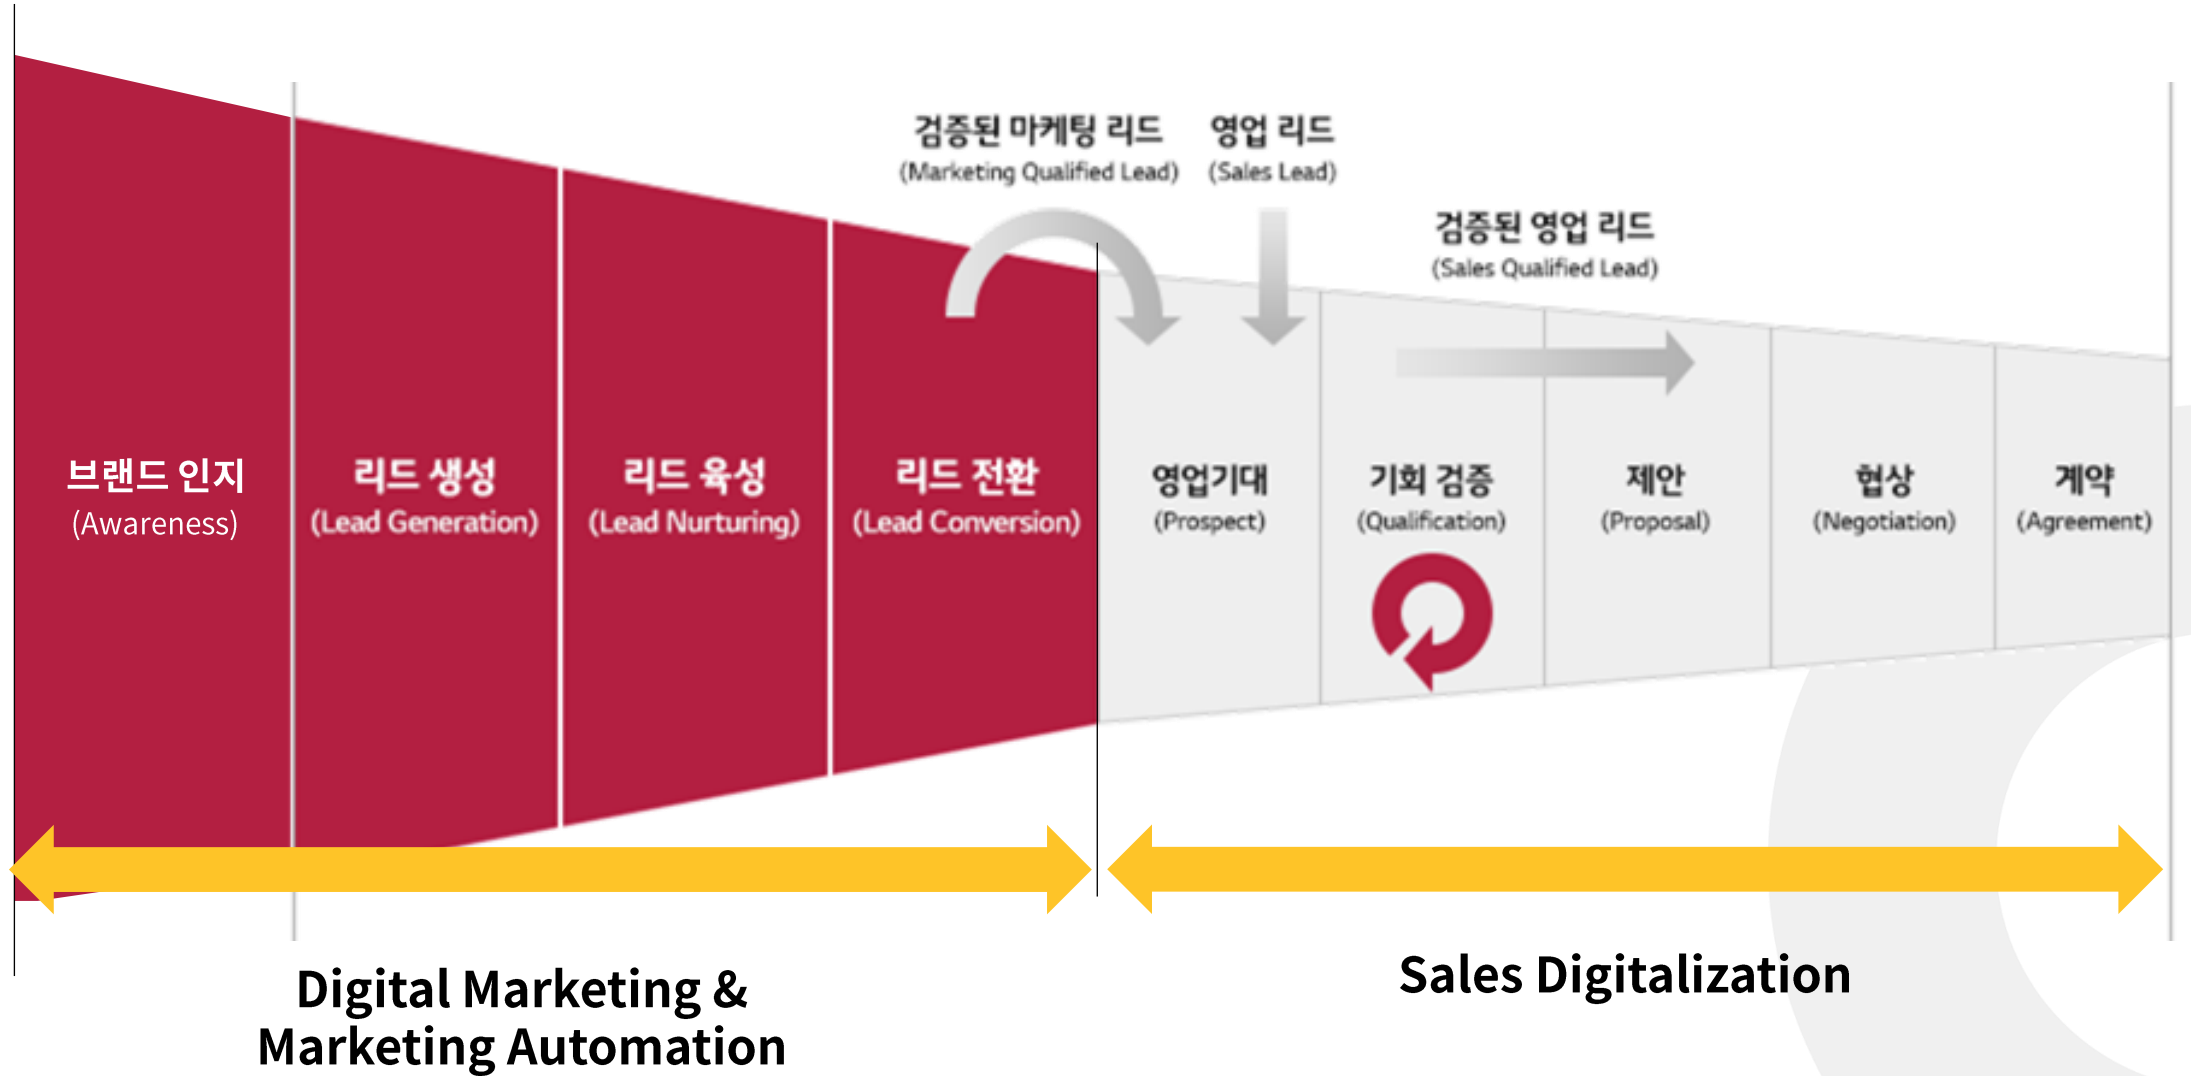 검증된 마케팅 리드
(Marketing Qualified Lead)
영업 리드
(Sales Lead)
검증된 영업 리드
(Sales Qualified Lead)
브랜드 인지
(Awareness)
리드 생성
(Lead Generation)
리드 육성
(Lead Nurturing)
리드 전환
(Lead Conversion)
영업기대
(Prospect)
기회 검증
(Qualification)
제안
(Proposal)
협상
(Negotiation)
계약
(Agreement)
Digital Marketing &
Marketing Automation
Sales Digitalization